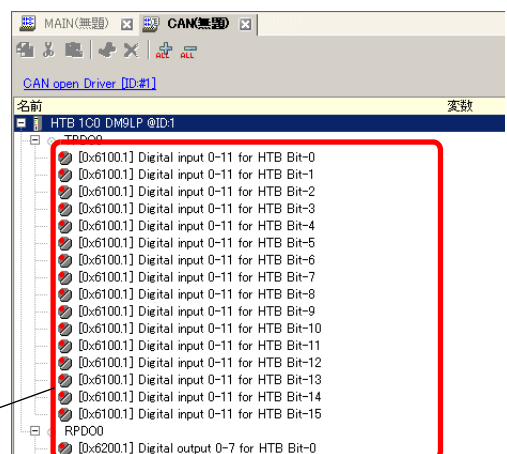 MAIN(無題) CAN(無題)
ALL ALL
CAN open Driver [ID:#1]
名前 変数
HTB 1C0 DM9LP @ID:1
TPDO0
[0x6100.1] Digital input 0-11 for HTB Bit-0
[0x6100.1] Digital input 0-11 for HTB Bit-1
[0x6100.1] Digital input 0-11 for HTB Bit-2
[0x6100.1] Digital input 0-11 for HTB Bit-3
[0x6100.1] Digital input 0-11 for HTB Bit-4
[0x6100.1] Digital input 0-11 for HTB Bit-5
[0x6100.1] Digital input 0-11 for HTB Bit-6
[0x6100.1] Digital input 0-11 for HTB Bit-7
[0x6100.1] Digital input 0-11 for HTB Bit-8
[0x6100.1] Digital input 0-11 for HTB Bit-9
[0x6100.1] Digital input 0-11 for HTB Bit-10
[0x6100.1] Digital input 0-11 for HTB Bit-11
[0x6100.1] Digital input 0-11 for HTB Bit-12
[0x6100.1] Digital input 0-11 for HTB Bit-13
[0x6100.1] Digital input 0-11 for HTB Bit-14
[0x6100.1] Digital input 0-11 for HTB Bit-15
RPDO0
[0x6200.1] Digital output 0-7 for HTB Bit-0